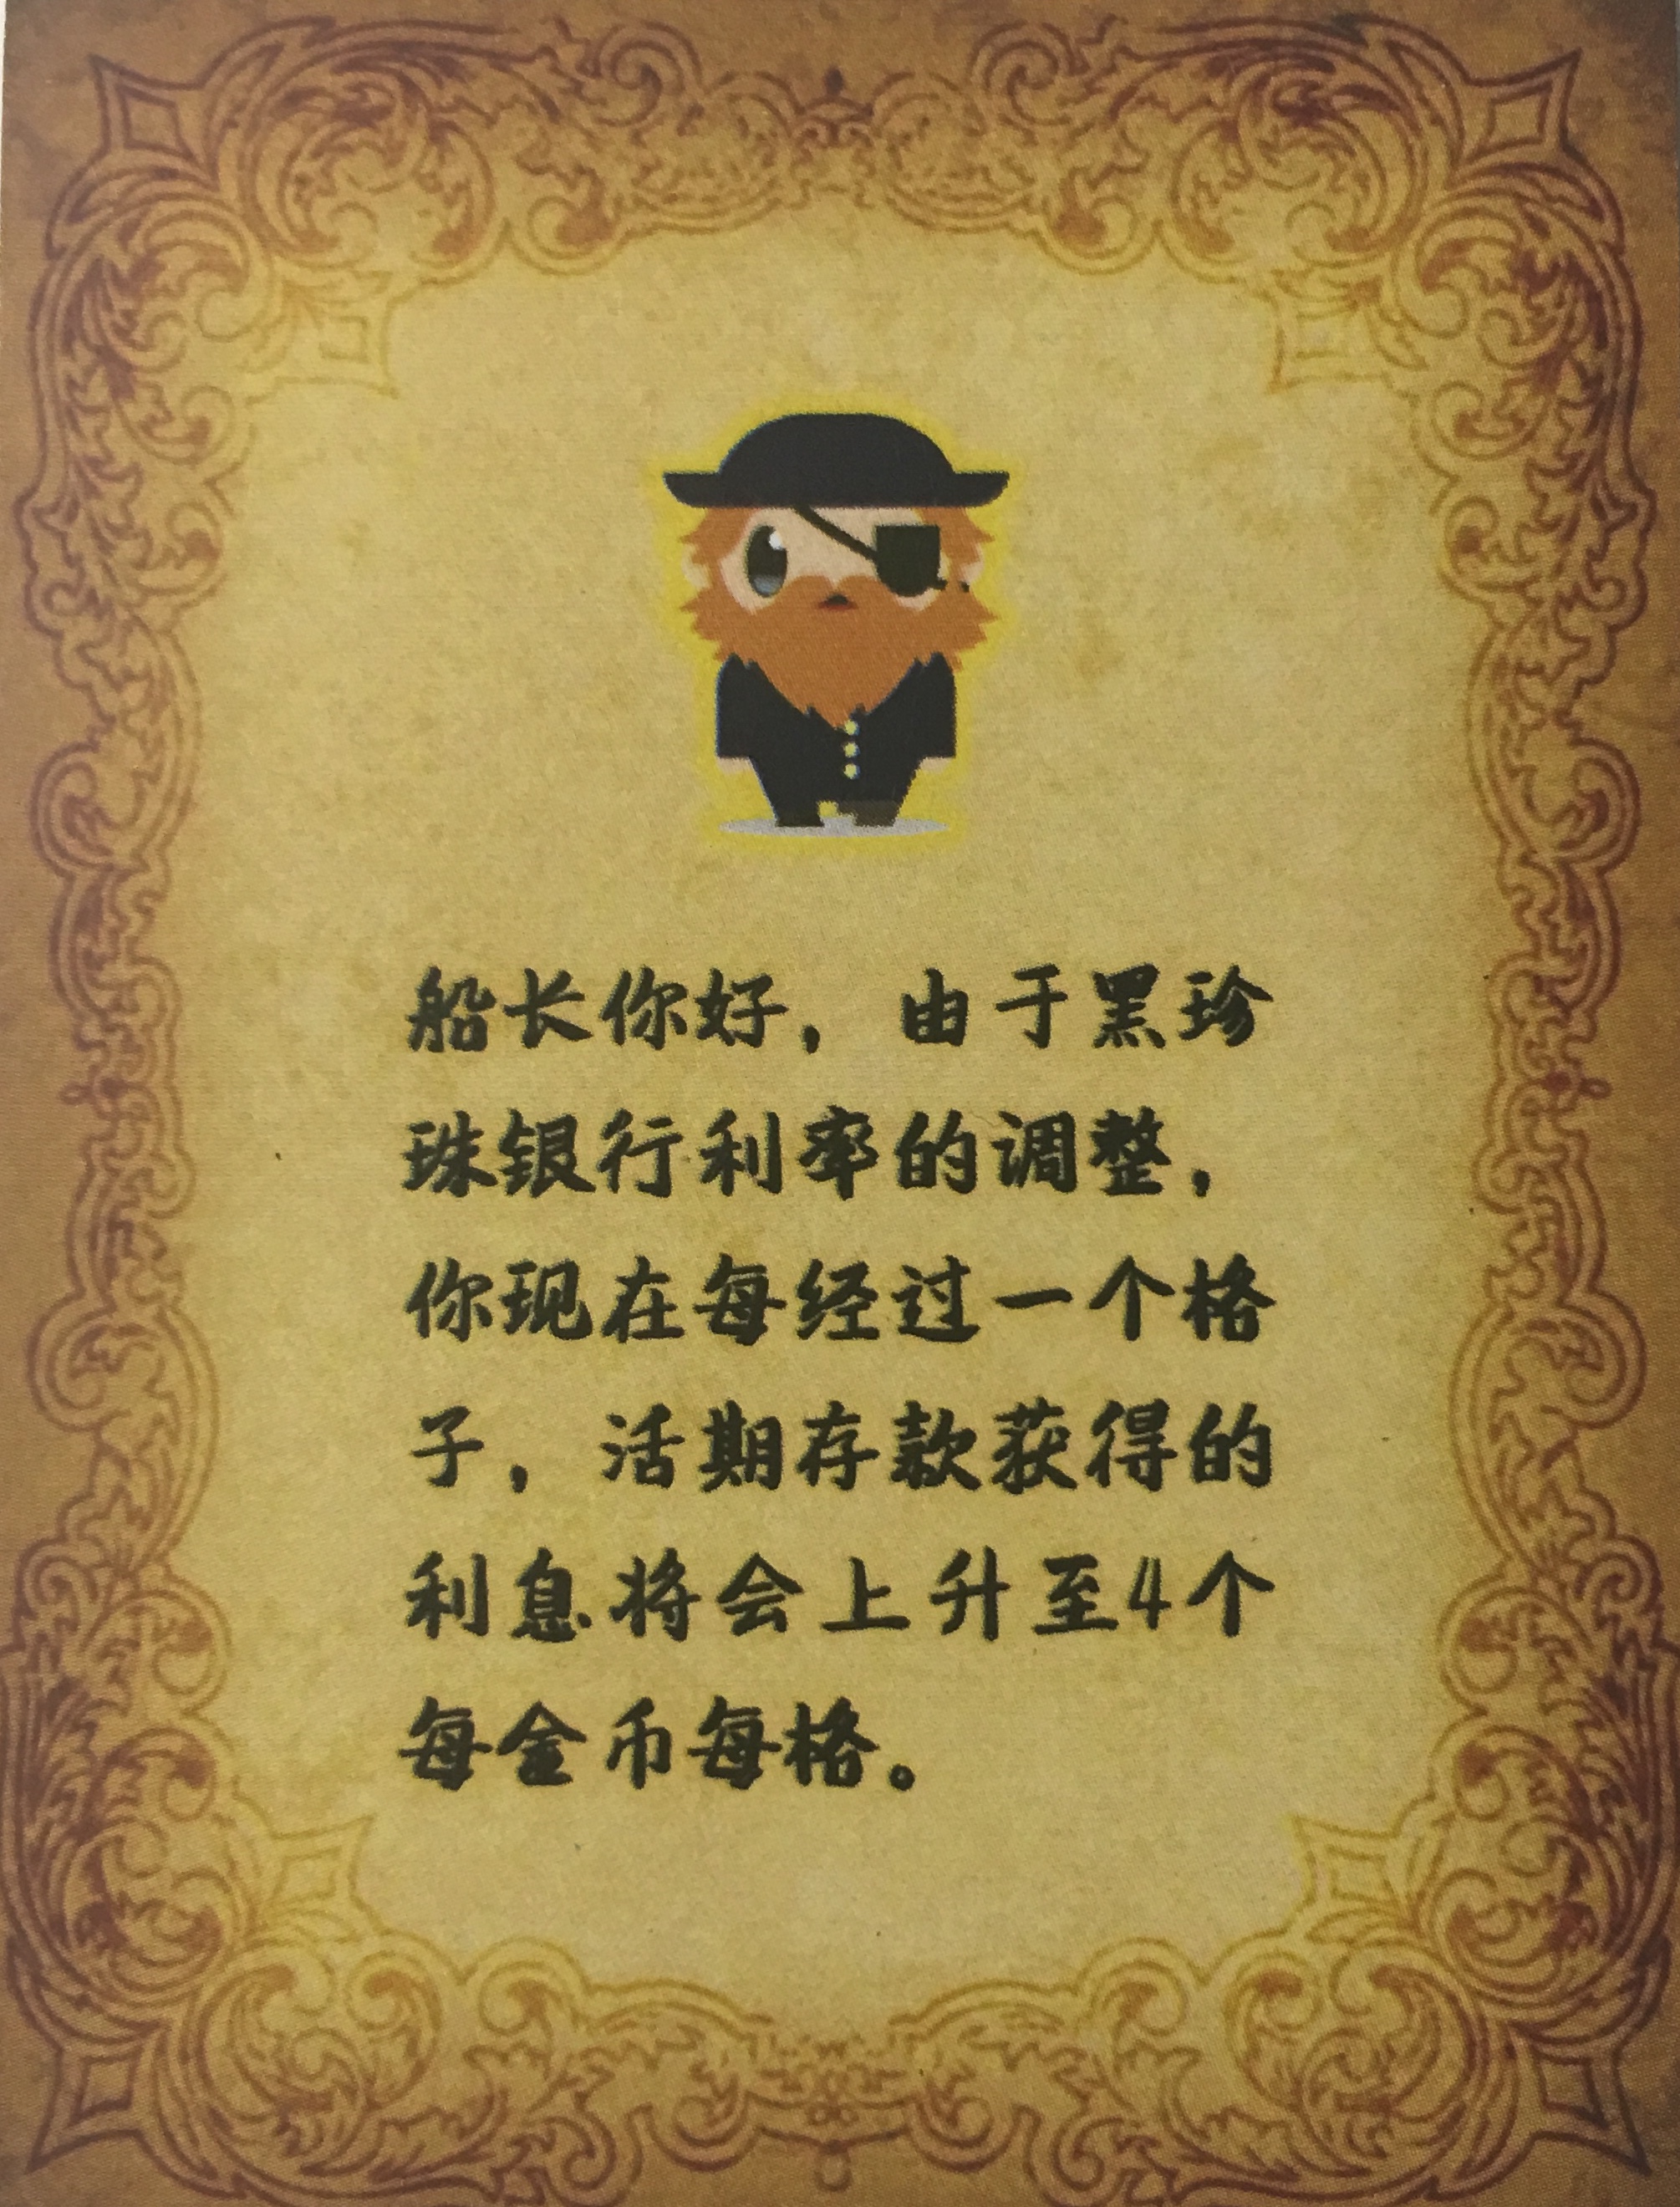 船长你好，由于黑珍
珠银行利率的调整，
你现在每经过一个格
子，活期存款获得的
利息将会上升至4个
每金币每格。